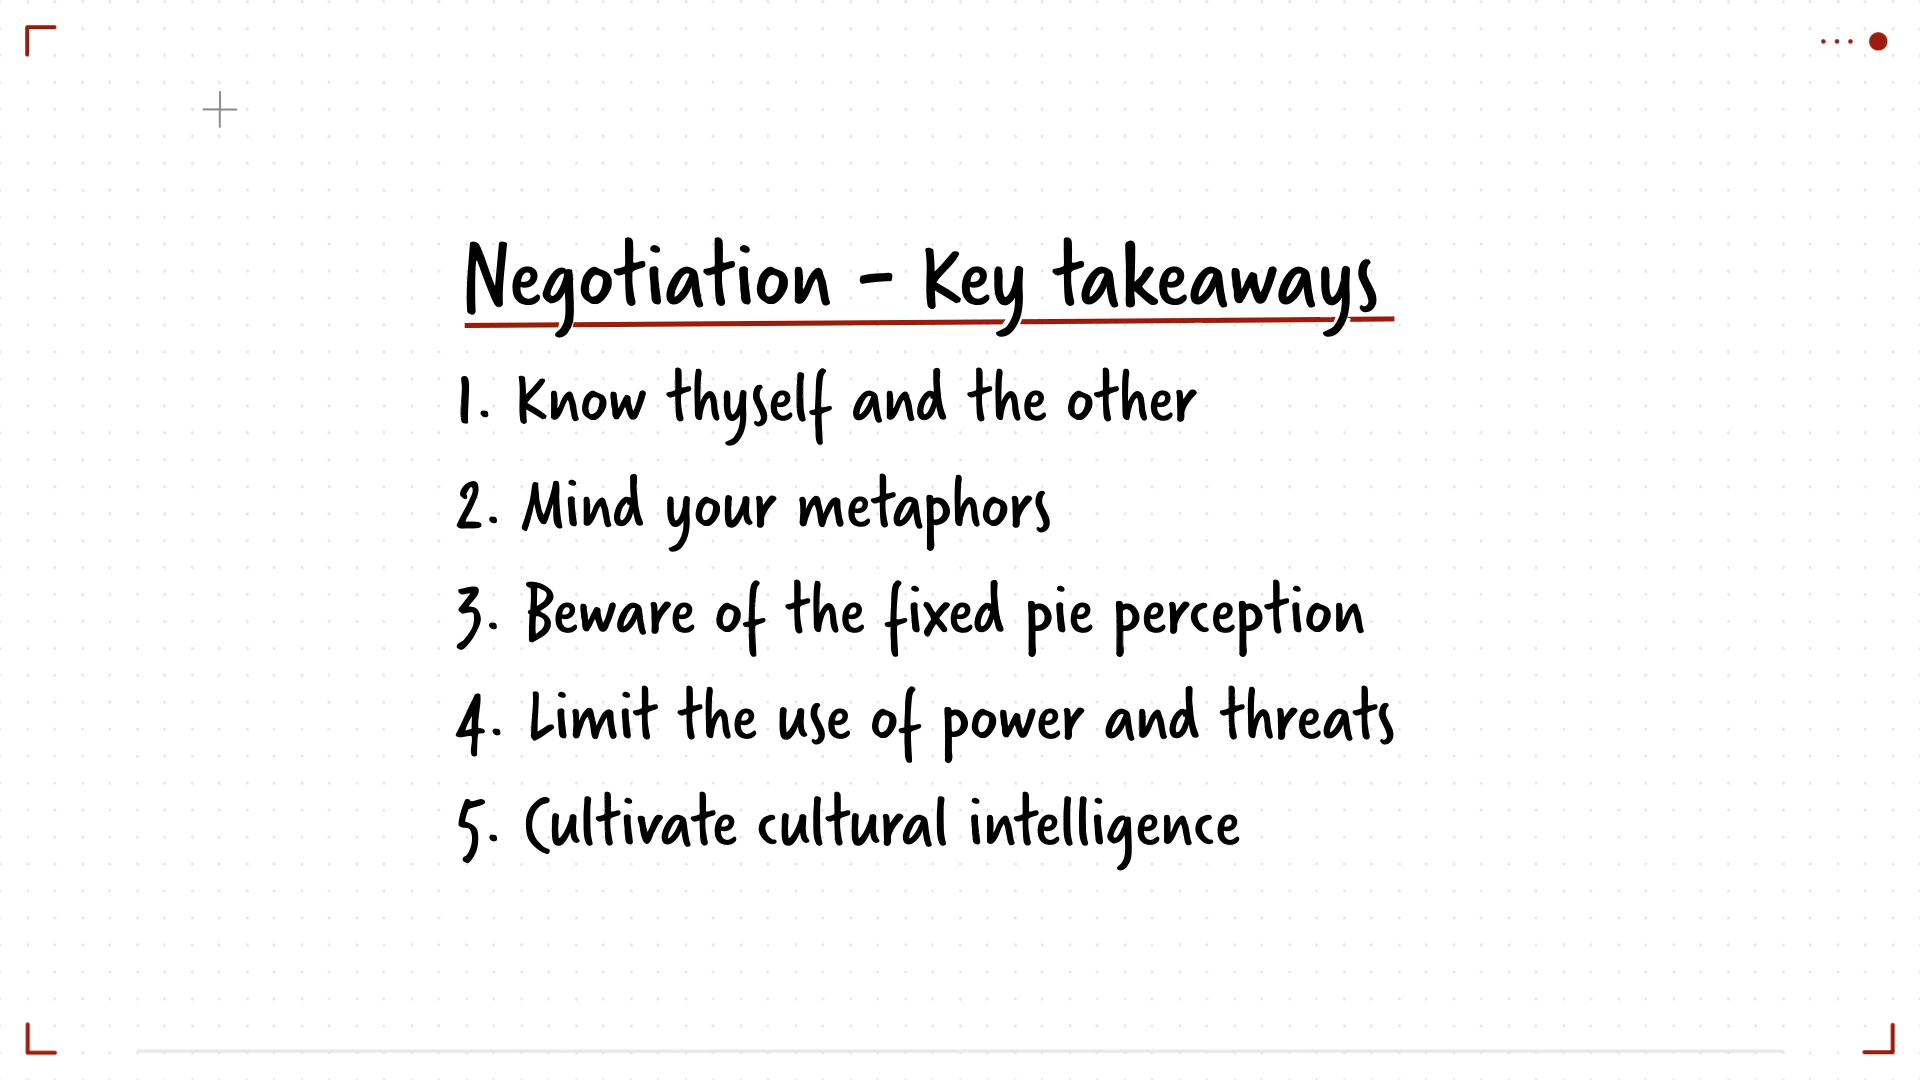 Negotiation - Key takeaways
1. Know thyself and the other
2. Mind your metaphors
3. Beware of the fixed pie perception
4. Limit the use of power and threats
5. Cultivate cultural intelligence